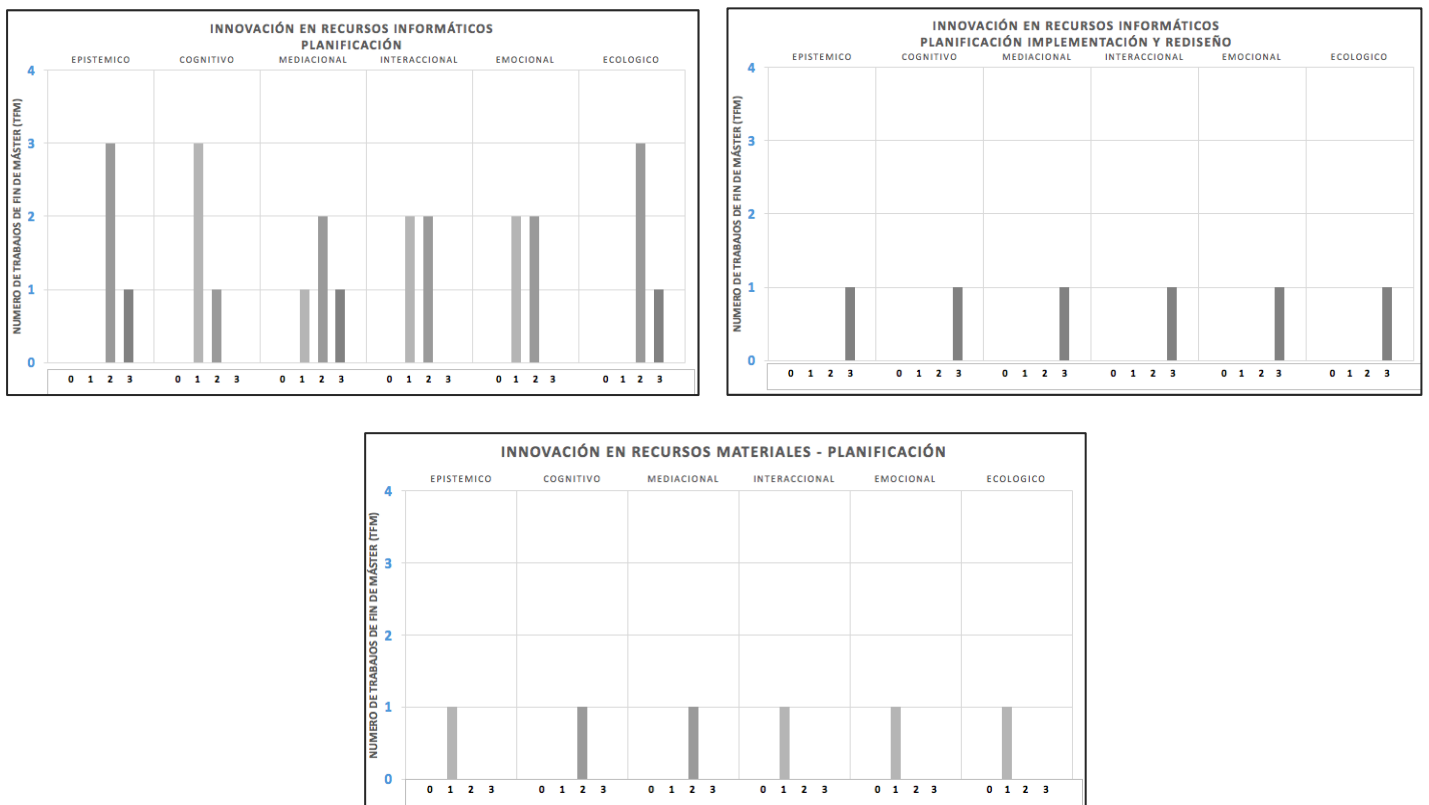 INNOVACIÓN EN RECURSOS INFORMÁTICOS
PLANIFICACIÓN
EPISTEMICO COGNITIVO MEDIACIONAL INTERACCIONAL EMOCIONAL ECOLOGICO
NUMERO DE TRABAJOS DE FIN DE MÁSTER (TFM)
4
3
2
1
0
0 1 2 3 0 1 2 3 0 1 2 3 0 1 2 3 0 1 2 3 0 1 2 3
INNOVACIÓN EN RECURSOS INFORMÁTICOS
PLANIFICACIÓN IMPLEMENTACIÓN Y REDISEÑO
EPISTEMICO COGNITIVO MEDIACIONAL INTERACCIONAL EMOCIONAL ECOLOGICO
NUMERO DE TRABAJOS DE FIN DE MÁSTER (TFM)
4
3
2
1
0
0 1 2 3 0 1 2 3 0 1 2 3 0 1 2 3 0 1 2 3 0 1 2 3
INNOVACIÓN EN RECURSOS MATERIALES - PLANIFICACIÓN
EPISTEMICO COGNITIVO MEDIACIONAL INTERACCIONAL EMOCIONAL ECOLOGICO
NUMERO DE TRABAJOS DE FIN DE MÁSTER (TFM)
4
3
2
1
0
0 1 2 3 0 1 2 3 0 1 2 3 0 1 2 3 0 1 2 3 0 1 2 3